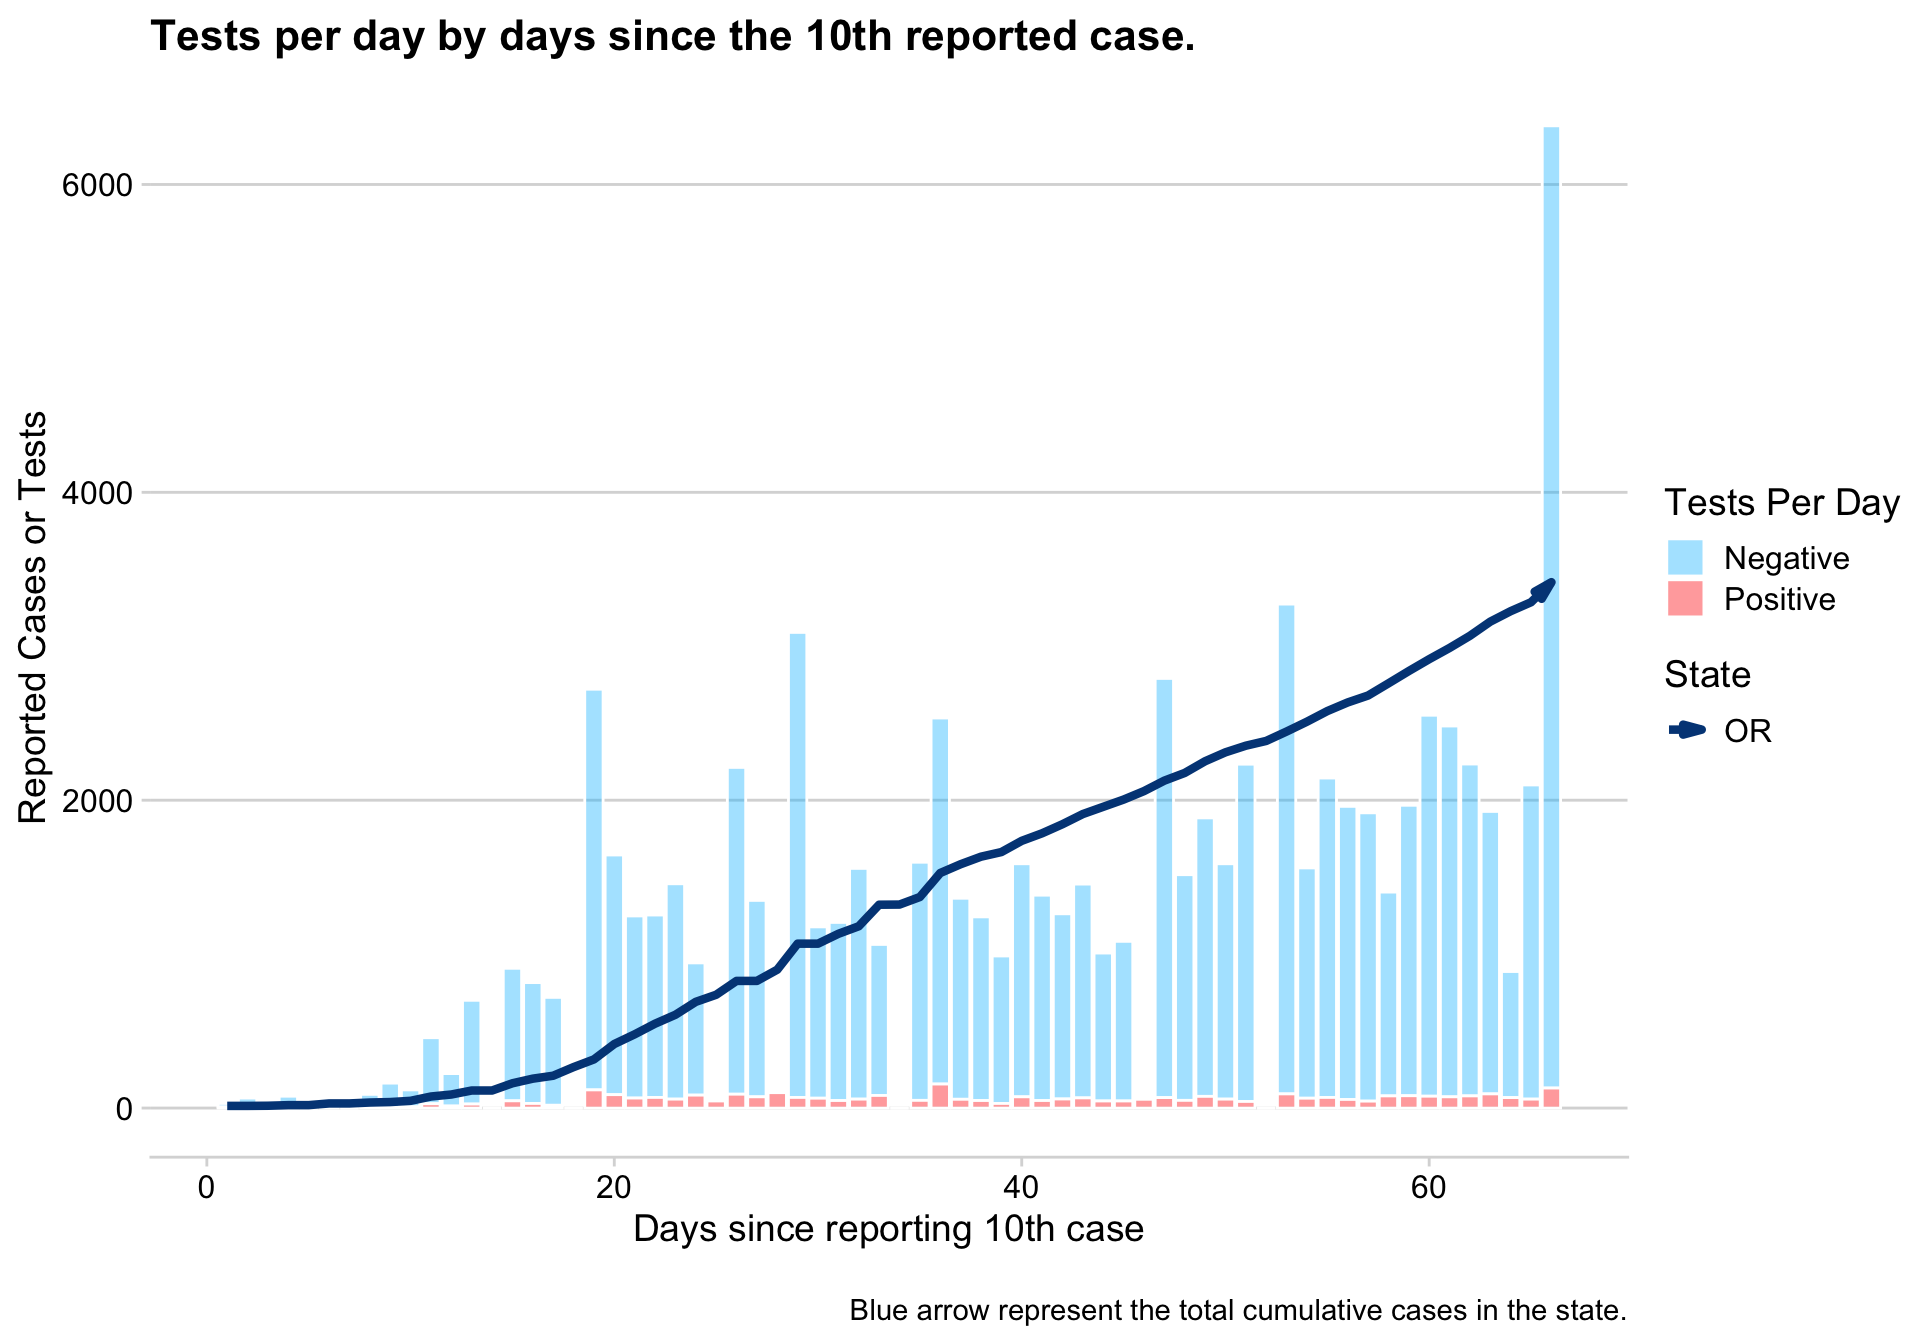 Tests per day by days since the 10th reported case.
Reported Cases or Tests
6000
4000
2000
0
0
20
40
60
Days since reporting 10th case
Tests Per Day
Negative
Positive
State
OR
Blue arrow represent the total cumulative cases in the state.